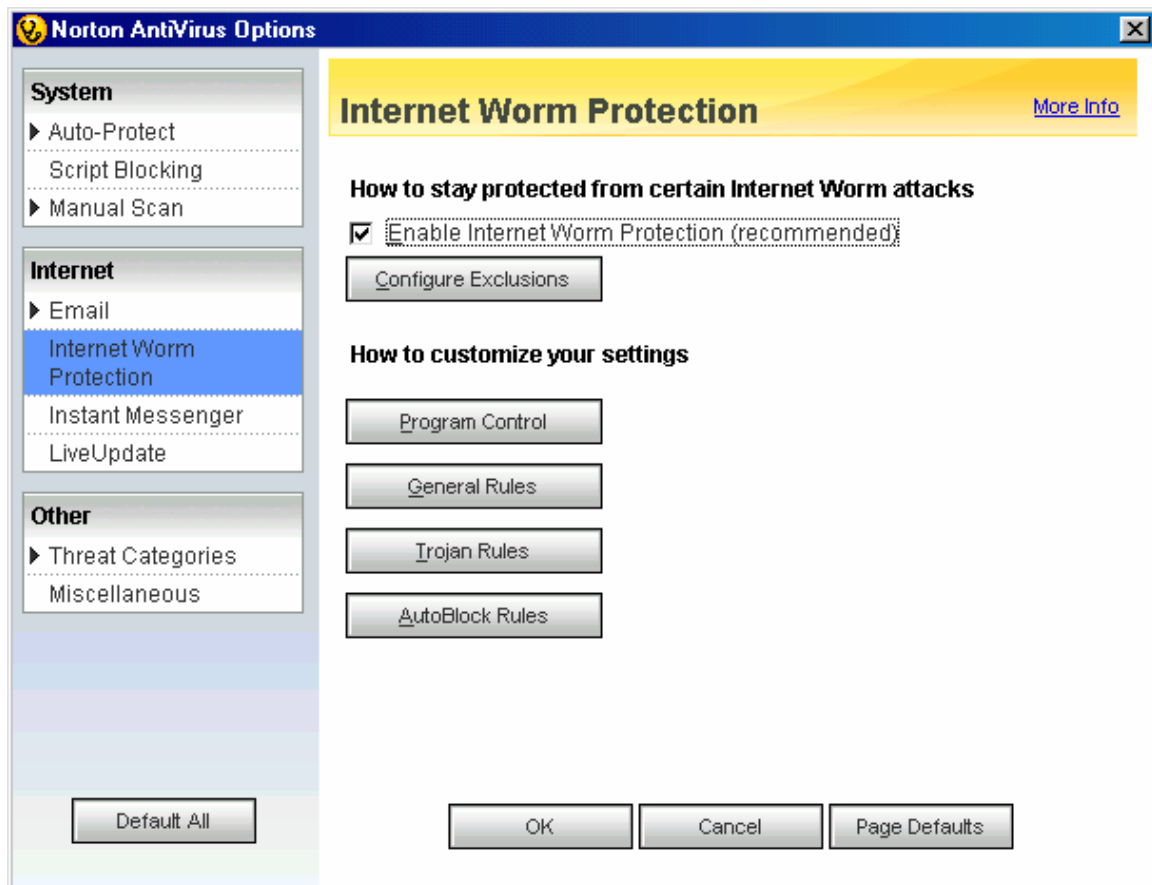 Norton AntiVirus Options
System
Auto-Protect
Script Blocking
Manual Scan
Internet
Email
Internet Worm
Protection
Instant Messenger
LiveUpdate
Other
Threat Categories
Miscellaneous
Default All
Internet Worm Protection
More Info
How to stay protected from certain Internet Worm attacks
Enable Internet Worm Protection (recommended)
Configure Exclusions
How to customize your settings
Program Control
General Rules
Trojan Rules
AutoBlock Rules
OK
Cancel
Page Defaults